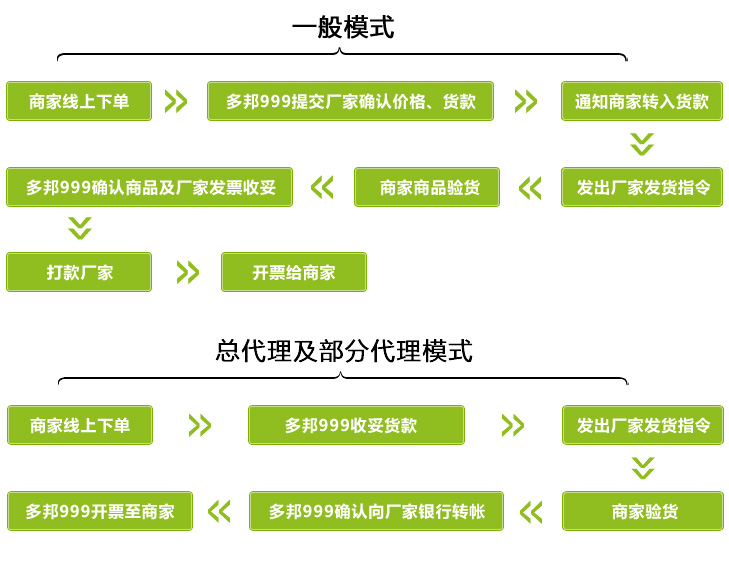 一般模式
商家线上下单
多邦999提交厂家确认价格、货款
通知商家转入货款
发出厂家发货指令
商家商品验货
多邦999确认商品及厂家发票收妥
打款厂家
开票给商家
总代理及部分代理模式
商家线上下单
多邦999收妥货款
发出厂家发货指令
商家验货
多邦999确认向厂家银行转帐
多邦999开票至商家